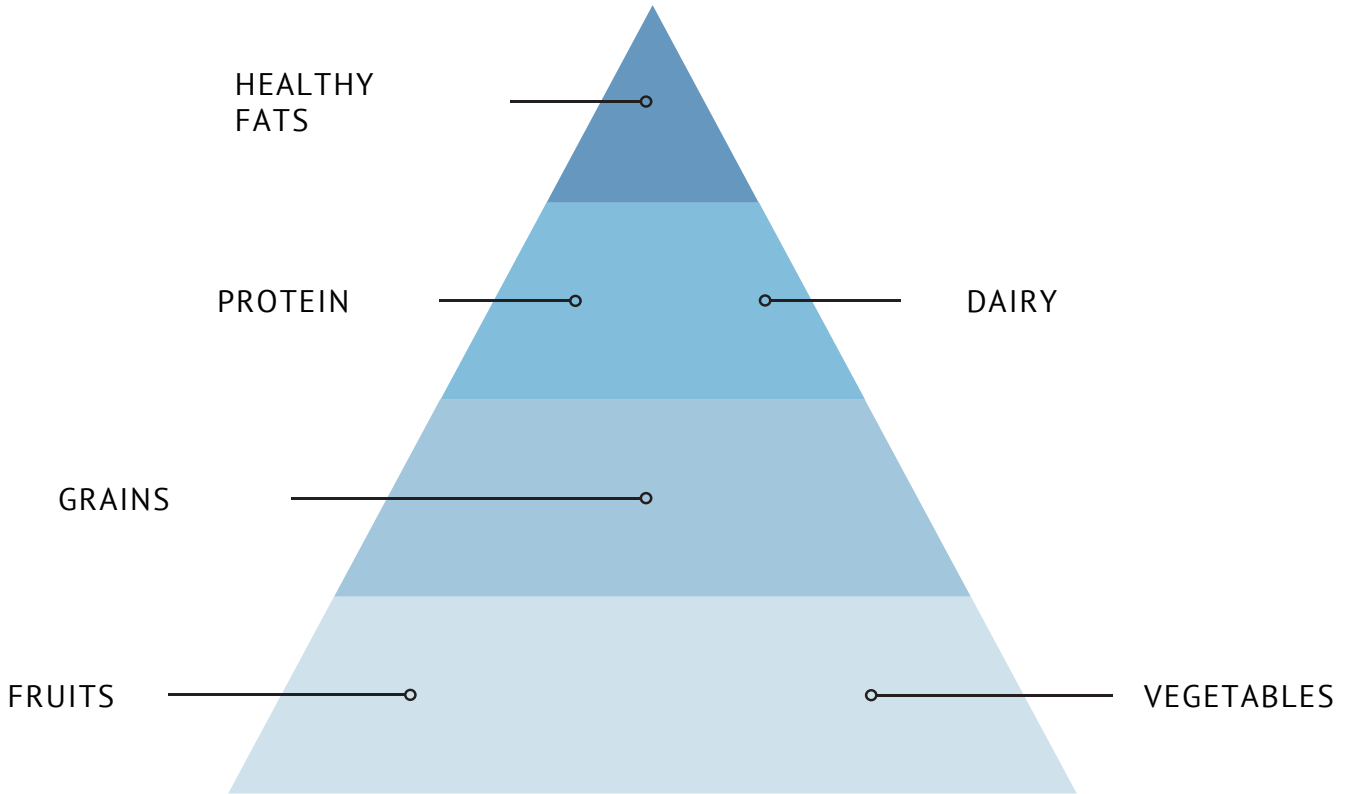 HEALTHY
FATS
PROTEIN
DAIRY
GRAINS
FRUITS
VEGETABLES